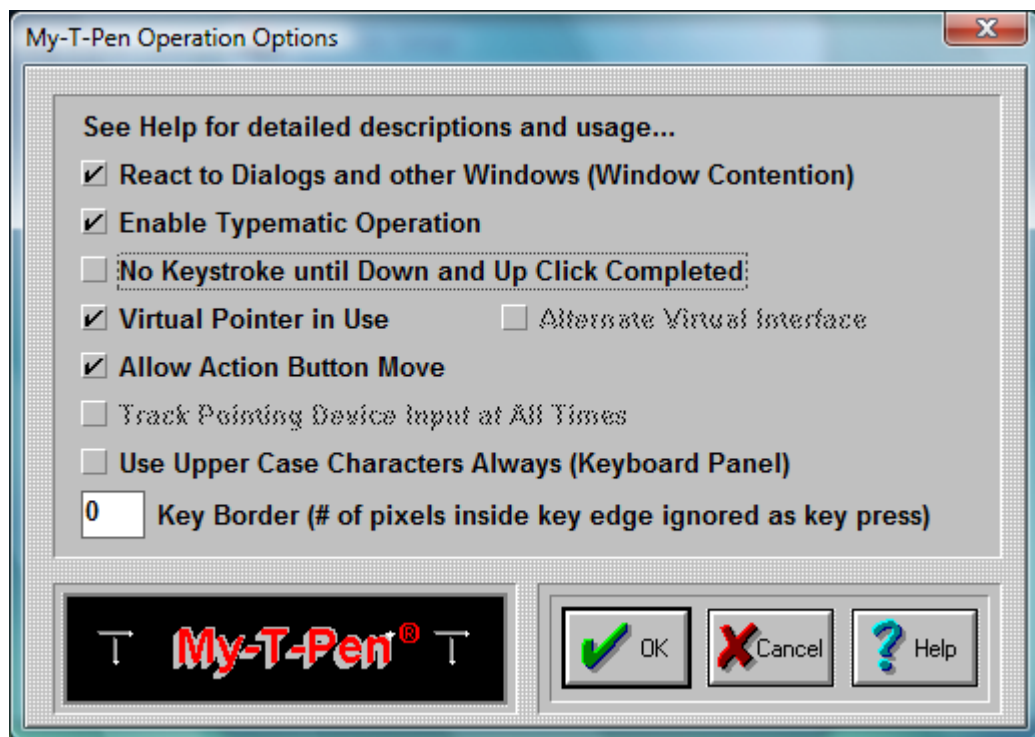 My-T-Pen Operation Options
See Help for detailed descriptions and usage...
React to Dialogs and other Windows (Window Contention)
Enable Typematic Operation
No Keystroke until Down and Up Click Completed
Virtual Pointer in Use
Alternate Virtual Interface
Allow Action Button Move
Track Pointing Device Input at All Times
Use Upper Case Characters Always (Keyboard Panel)
0 Key Border (# of pixels inside key edge ignored as key press)
T My-T-Pen® T
OK
Cancel
Help